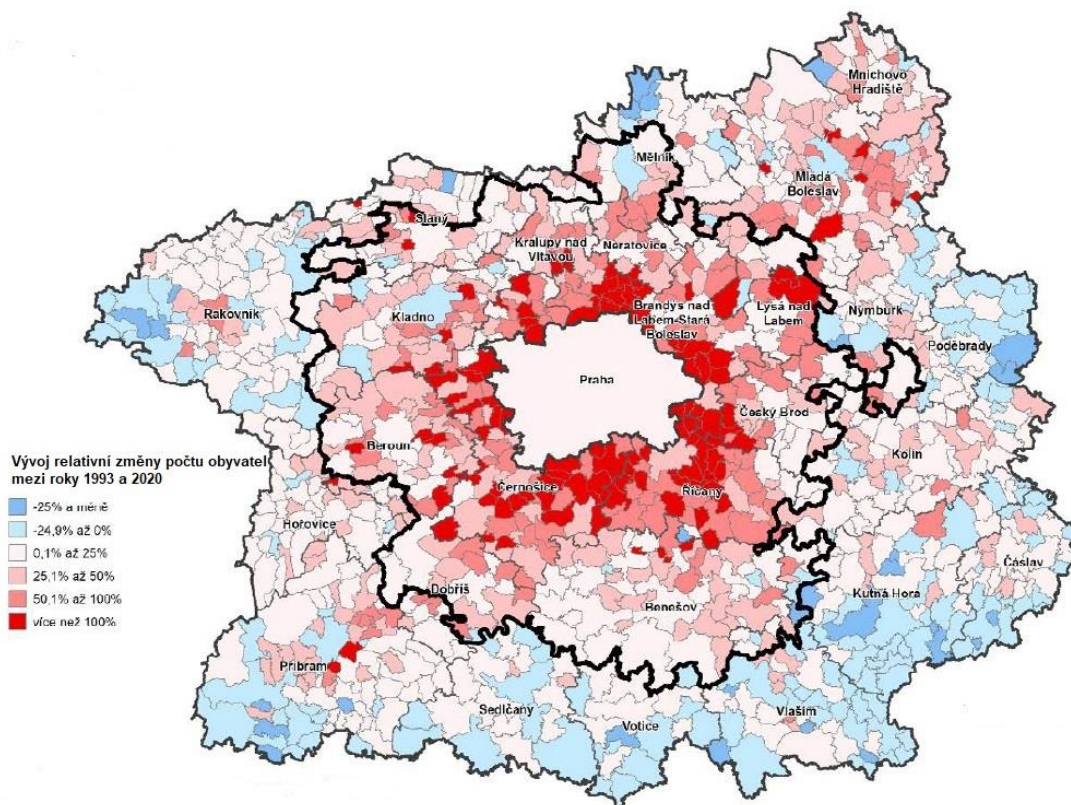 Mnichovo
Hradiště
Mělník
Mladá
Boleslav
Slaný
Kralupy nad
Vltavou
Neratovice
Rakovník
Kladno
Brandýs nad
Labem-Stará
Boleslav
Lysá nad
Labem
Nymburk
Poděbrady
Praha
Český Brod
Beroun
Kolín
Vývoj relativní změny počtu obyvatel
mezi roky 1993 a 2020
-25% a méně
-24,9% až 0%
0,1% až 25%
25,1% až 50%
50,1% až 100%
více než 100%
Černošice
Říčany
Hořovice
Čáslav
Kutná Hora
Dobříš
Benešov
Příbram
Sedlčany
Votice
Vlašim